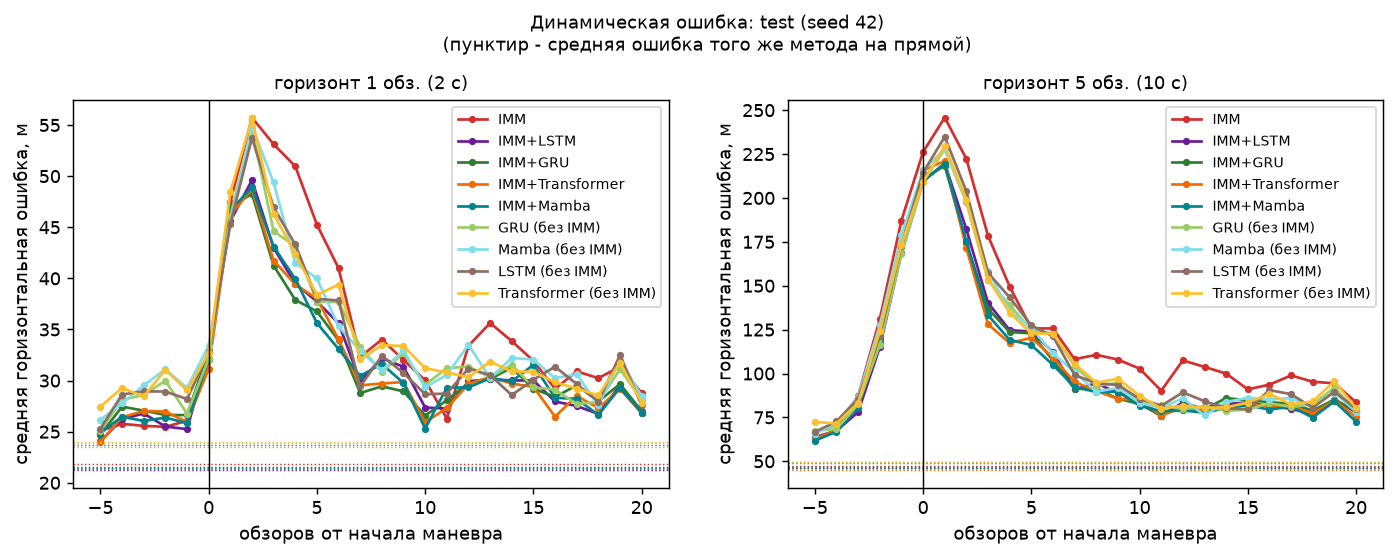 Динамическая ошибка: test (seed 42)
(пунктир - средняя ошибка того же метода на прямой)
горизонт 1 обз. (2 с)
средняя горизонтальная ошибка, м
55
50
45
40
35
30
25
20
−5
0
5
10
15
20
обзоров от начала маневра
IMM
IMM+LSTM
IMM+GRU
IMM+Transformer
IMM+Mamba
GRU (без IMM)
Mamba (без IMM)
LSTM (без IMM)
Transformer (без IMM)
горизонт 5 обз. (10 с)
средняя горизонтальная ошибка, м
250
225
200
175
150
125
100
75
50
−5
0
5
10
15
20
обзоров от начала маневра
IMM
IMM+LSTM
IMM+GRU
IMM+Transformer
IMM+Mamba
GRU (без IMM)
Mamba (без IMM)
LSTM (без IMM)
Transformer (без IMM)